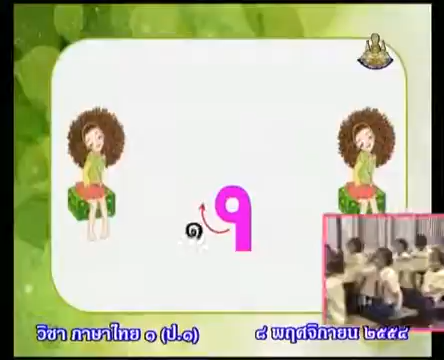 ๑
๑
วิชา ภาษาไทย ๑ (ป.๑)
๘ พฤศจิกายน ๒๕๕๔